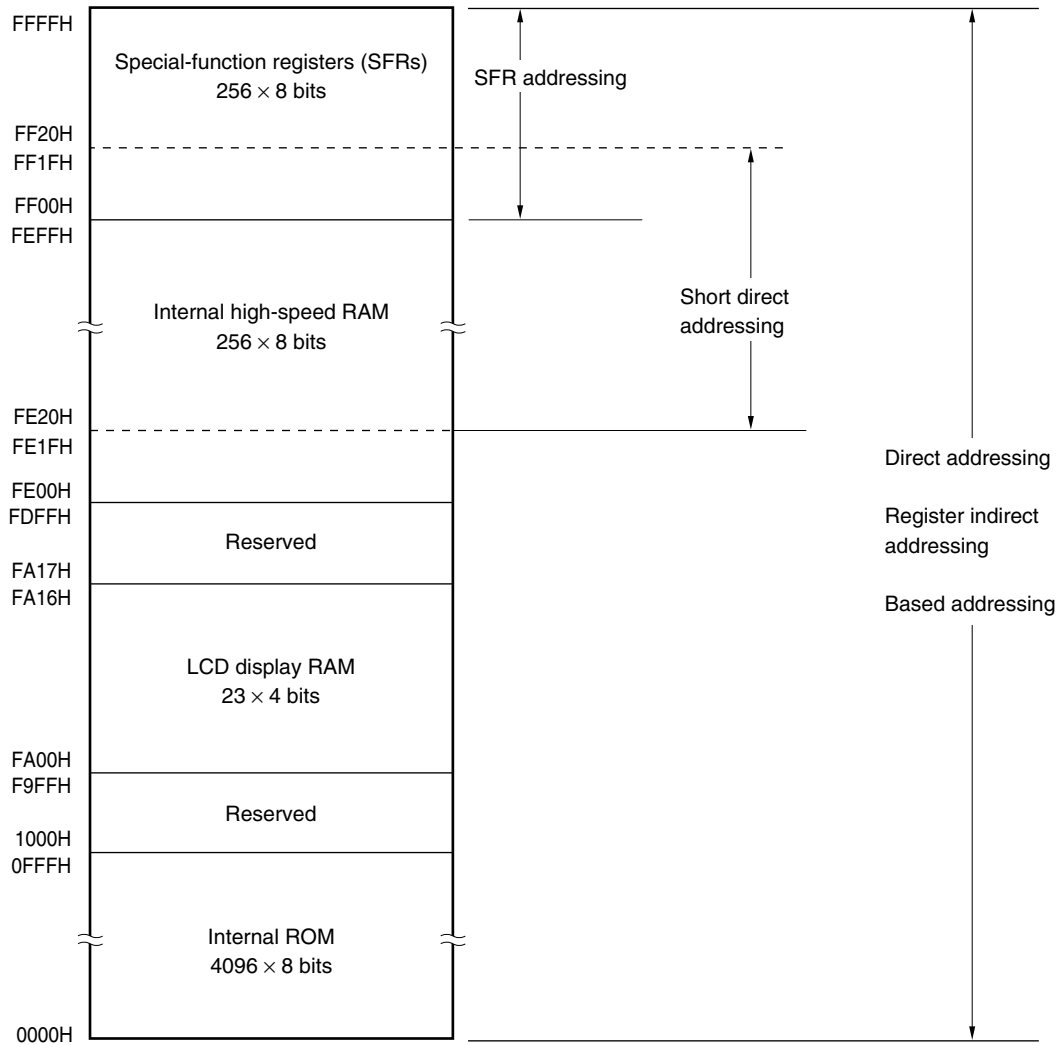 FFFFH
Special-function registers (SFRs)
256 × 8 bits
SFR addressing
FF20H
FF1FH
FF00H
FEFFH
Internal high-speed RAM
256 × 8 bits
Short direct
addressing
FE20H
FE1FH
FE00H
FDFFH
Reserved
FA17H
FA16H
LCD display RAM
23 × 4 bits
FA00H
F9FFH
Reserved
1000H
0FFFH
Internal ROM
4096 × 8 bits
0000H
Direct addressing
Register indirect
addressing
Based addressing